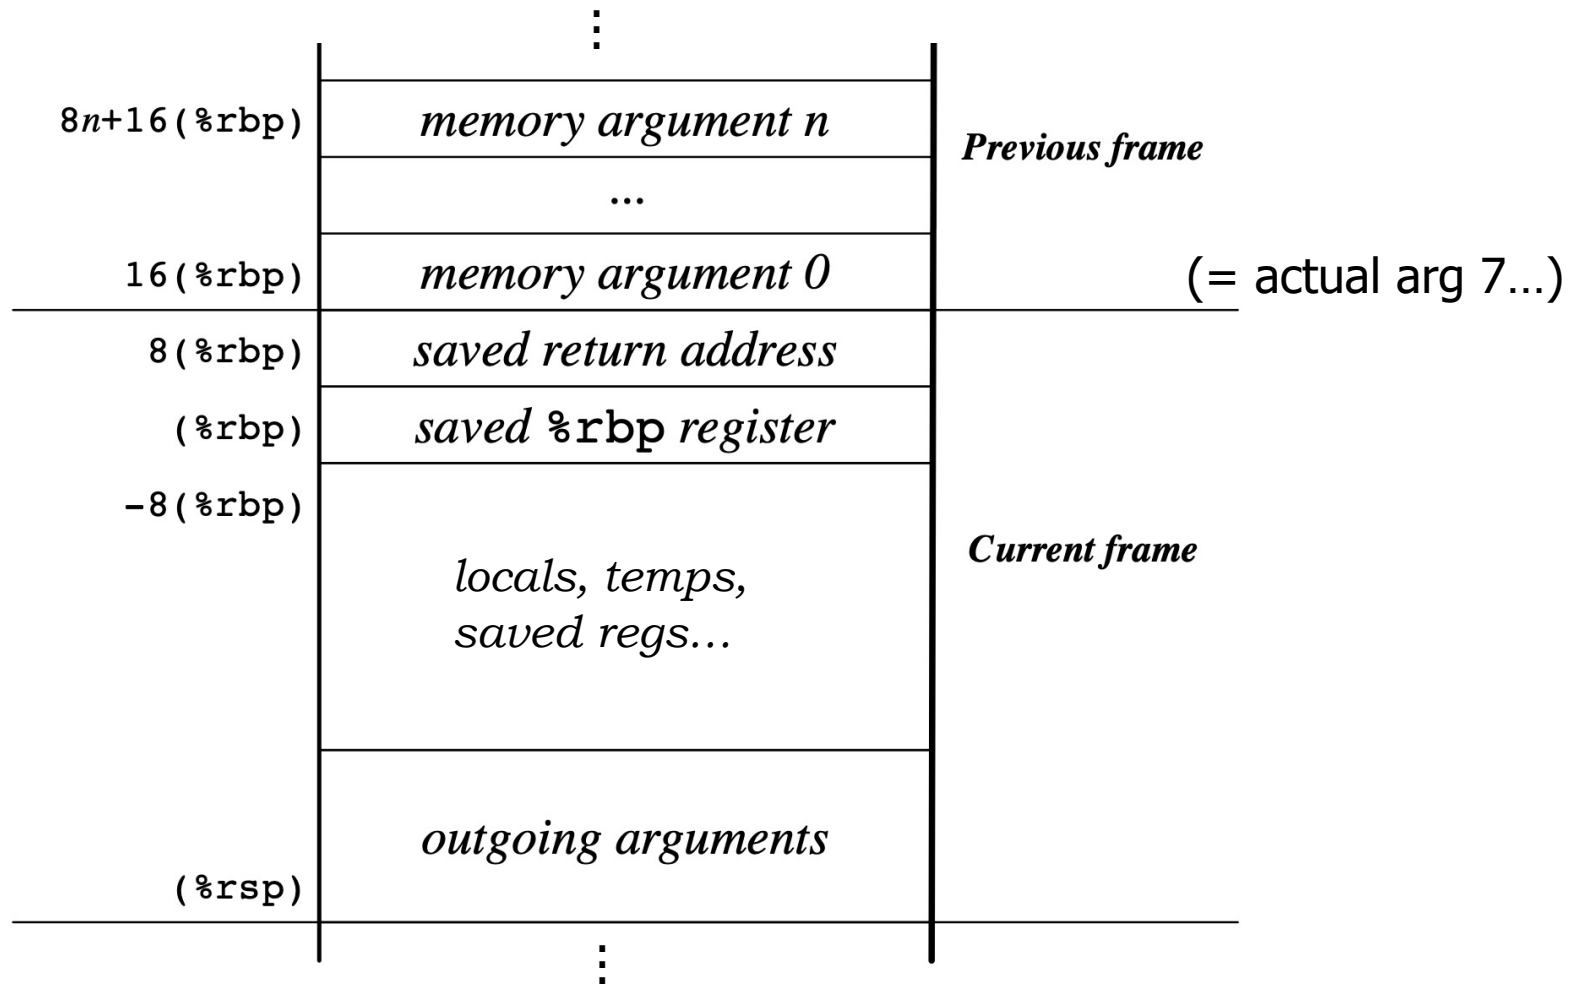 ⋮
8n+16(%rbp) memory argument n
Previous frame
...
16(%rbp) memory argument 0 (= actual arg 7…)
8(%rbp) saved return address
(%rbp) saved %rbp register
-8(%rbp)
Current frame
locals, temps,
saved regs…
outgoing arguments
(%rsp)
⋮